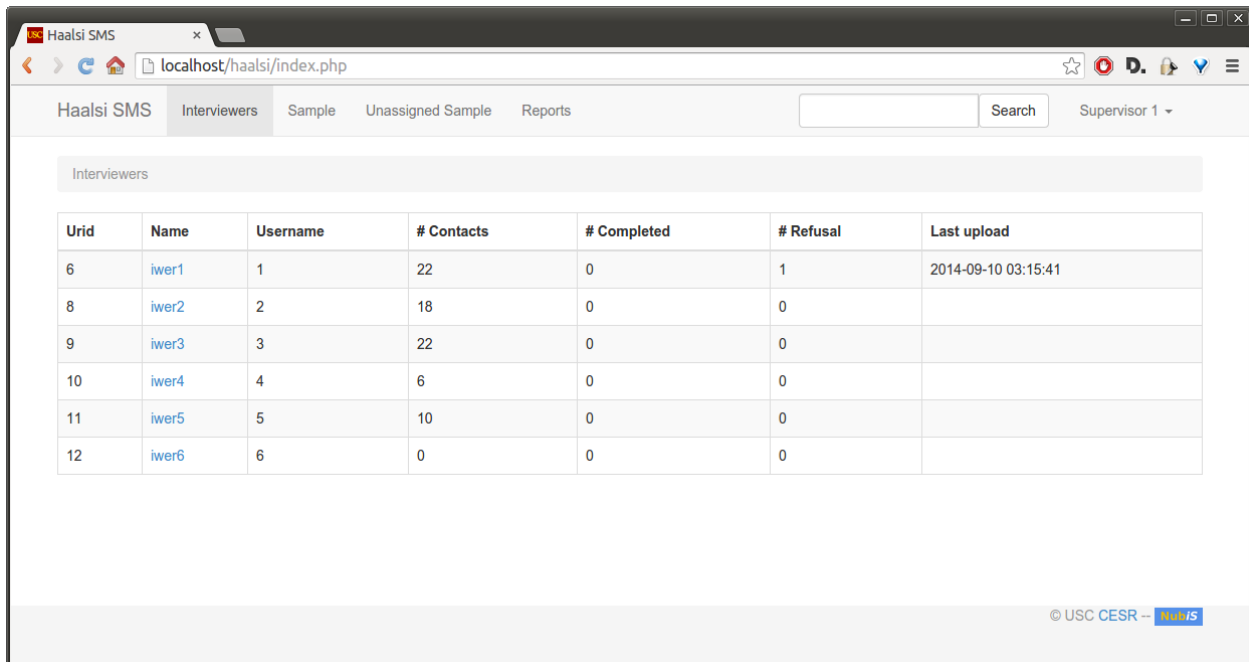 USC Haalsi SMS
localhost/haalsi/index.php
Haalsi SMS Interviewers Sample Unassigned Sample Reports Search Supervisor 1
Interviewers
Urid Name Username # Contacts # Completed # Refusal Last upload
6 iwer1 1 22 0 1 2014-09-10 03:15:41
8 iwer2 2 18 0 0
9 iwer3 3 22 0 0
10 iwer4 4 6 0 0
11 iwer5 5 10 0 0
12 iwer6 6 0 0 0
© USC CESR -- NubiS